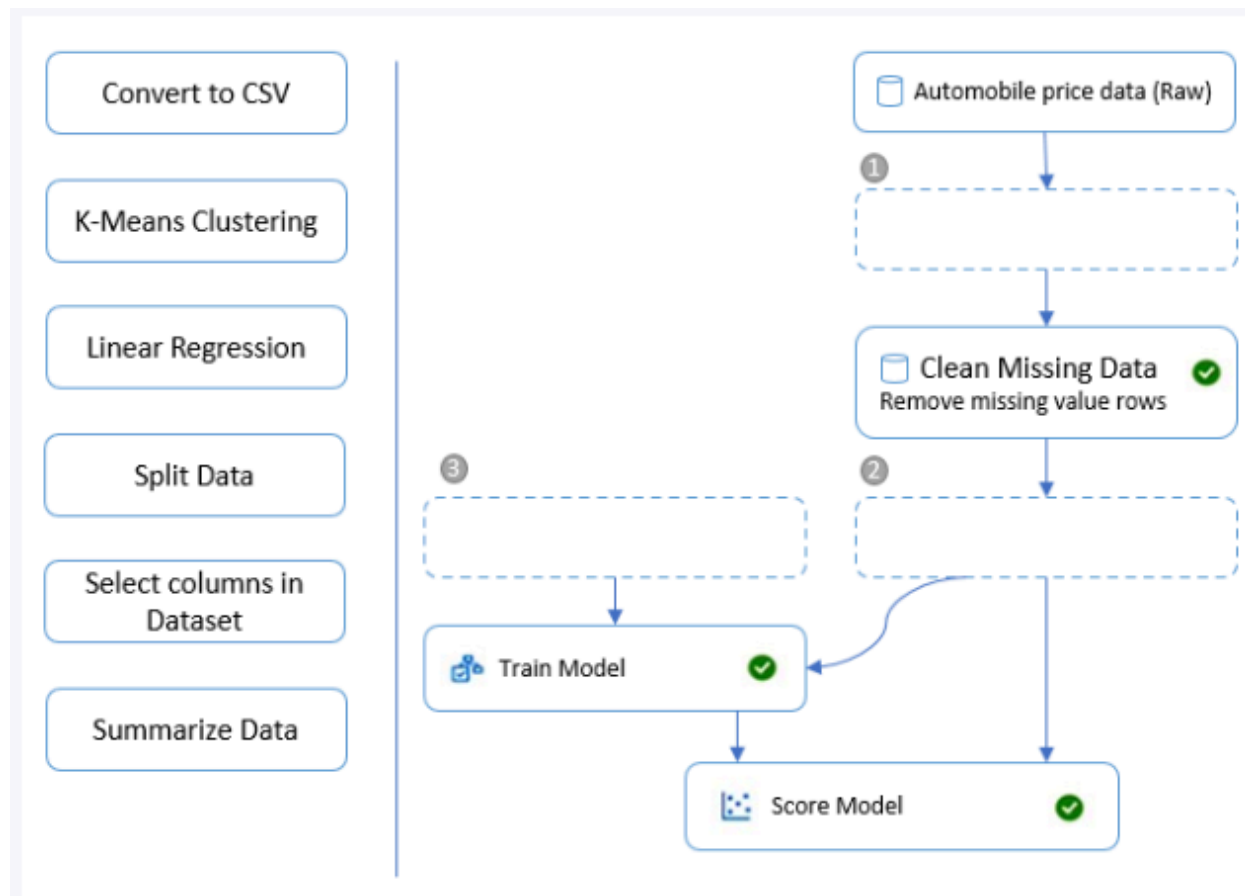 Convert to CSV
K-Means Clustering
Linear Regression
Split Data
Select columns in
Dataset
Summarize Data
Automobile price data (Raw)
1
Clean Missing Data
Remove missing value rows
3
2
Train Model
Score Model